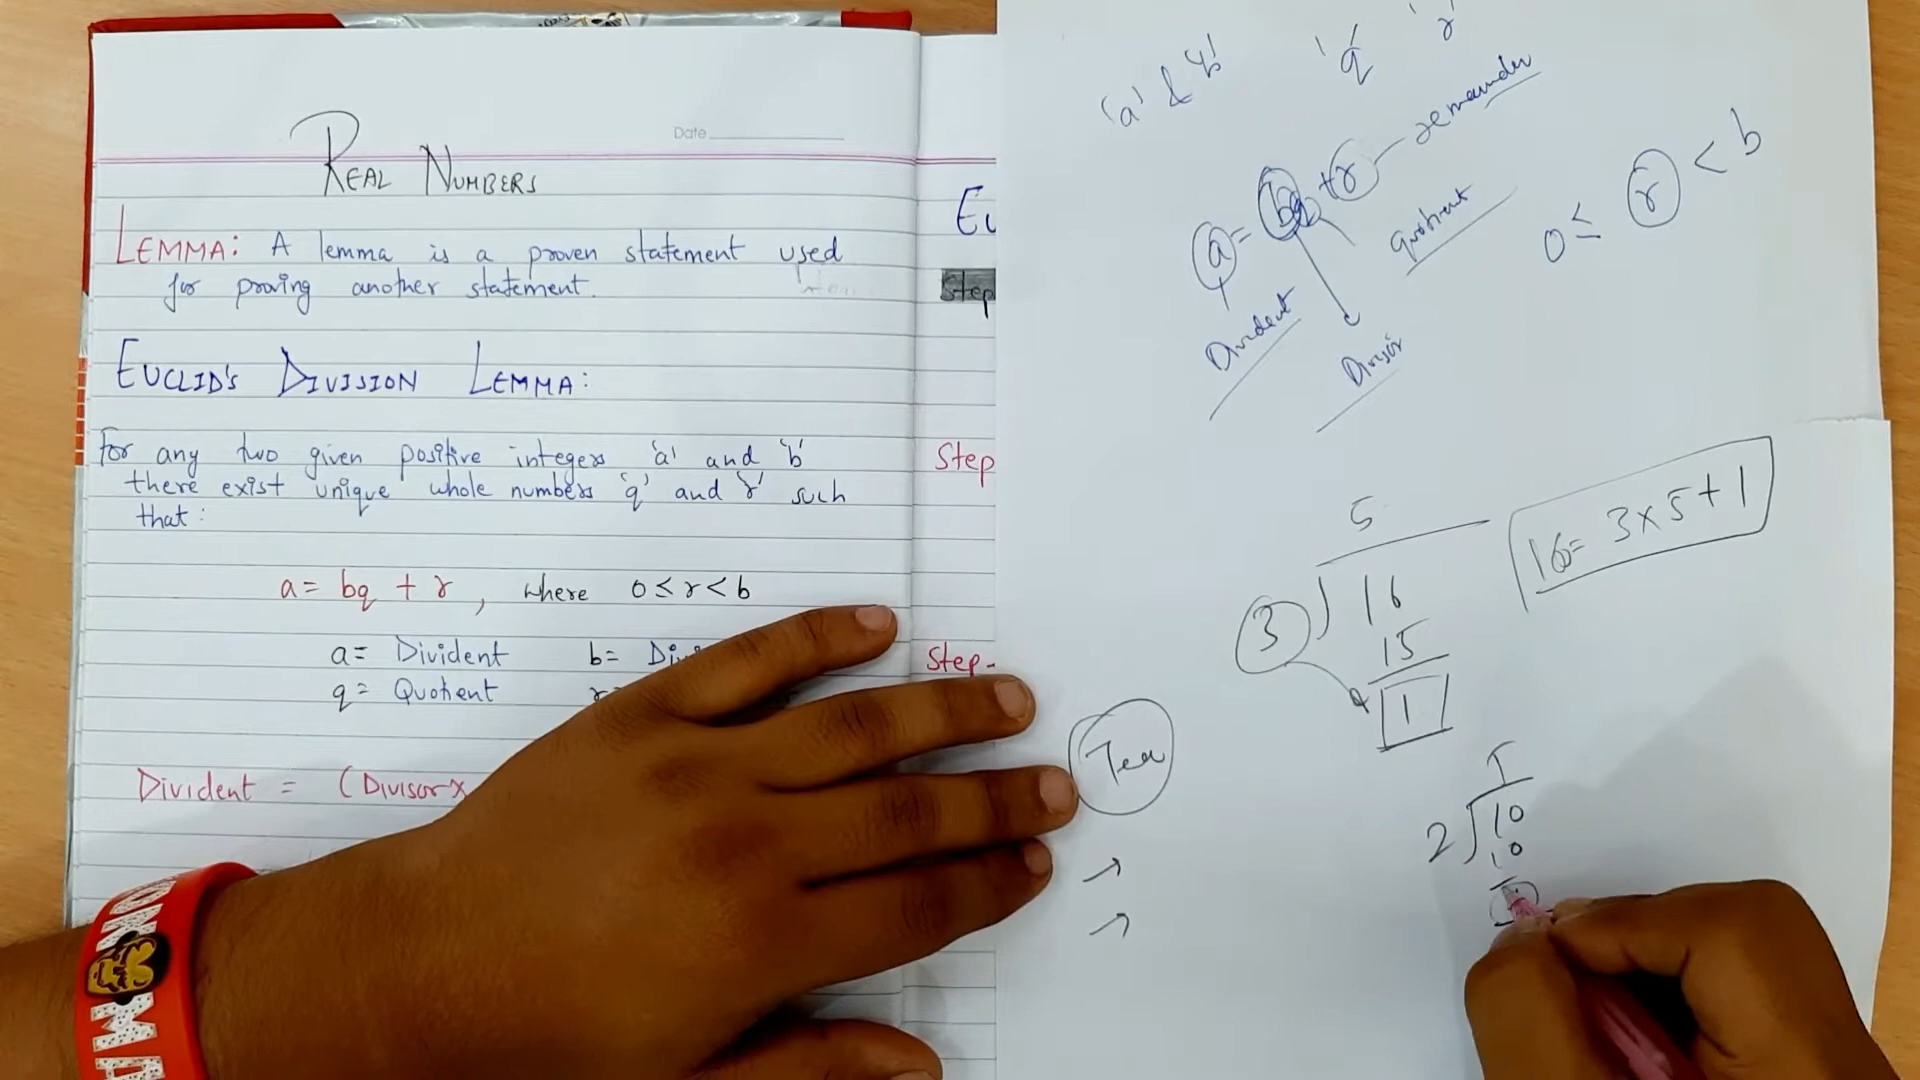 Date
REAL NUMBERS
LEMMA: A lemma is a proven statement used
for proving another statement.
EUCLID'S DIVISION LEMMA:
For any two given positive integers 'a' and 'b'
there exist unique whole numbers 'q' and 'r' such
that:
a = bq + r, where 0 ≤ r < b
a = Divident b =
q = Quotient
Divident = (Divisor x
Step
Step
Step-
'a' & 'b' 'q' 'r'
a = bq + r remainder
Quotient
Divident
Divisor
0 ≤ r < b
5
3 ) 16
15
1
16 = 3 x 5 + 1
2 ) 10
10